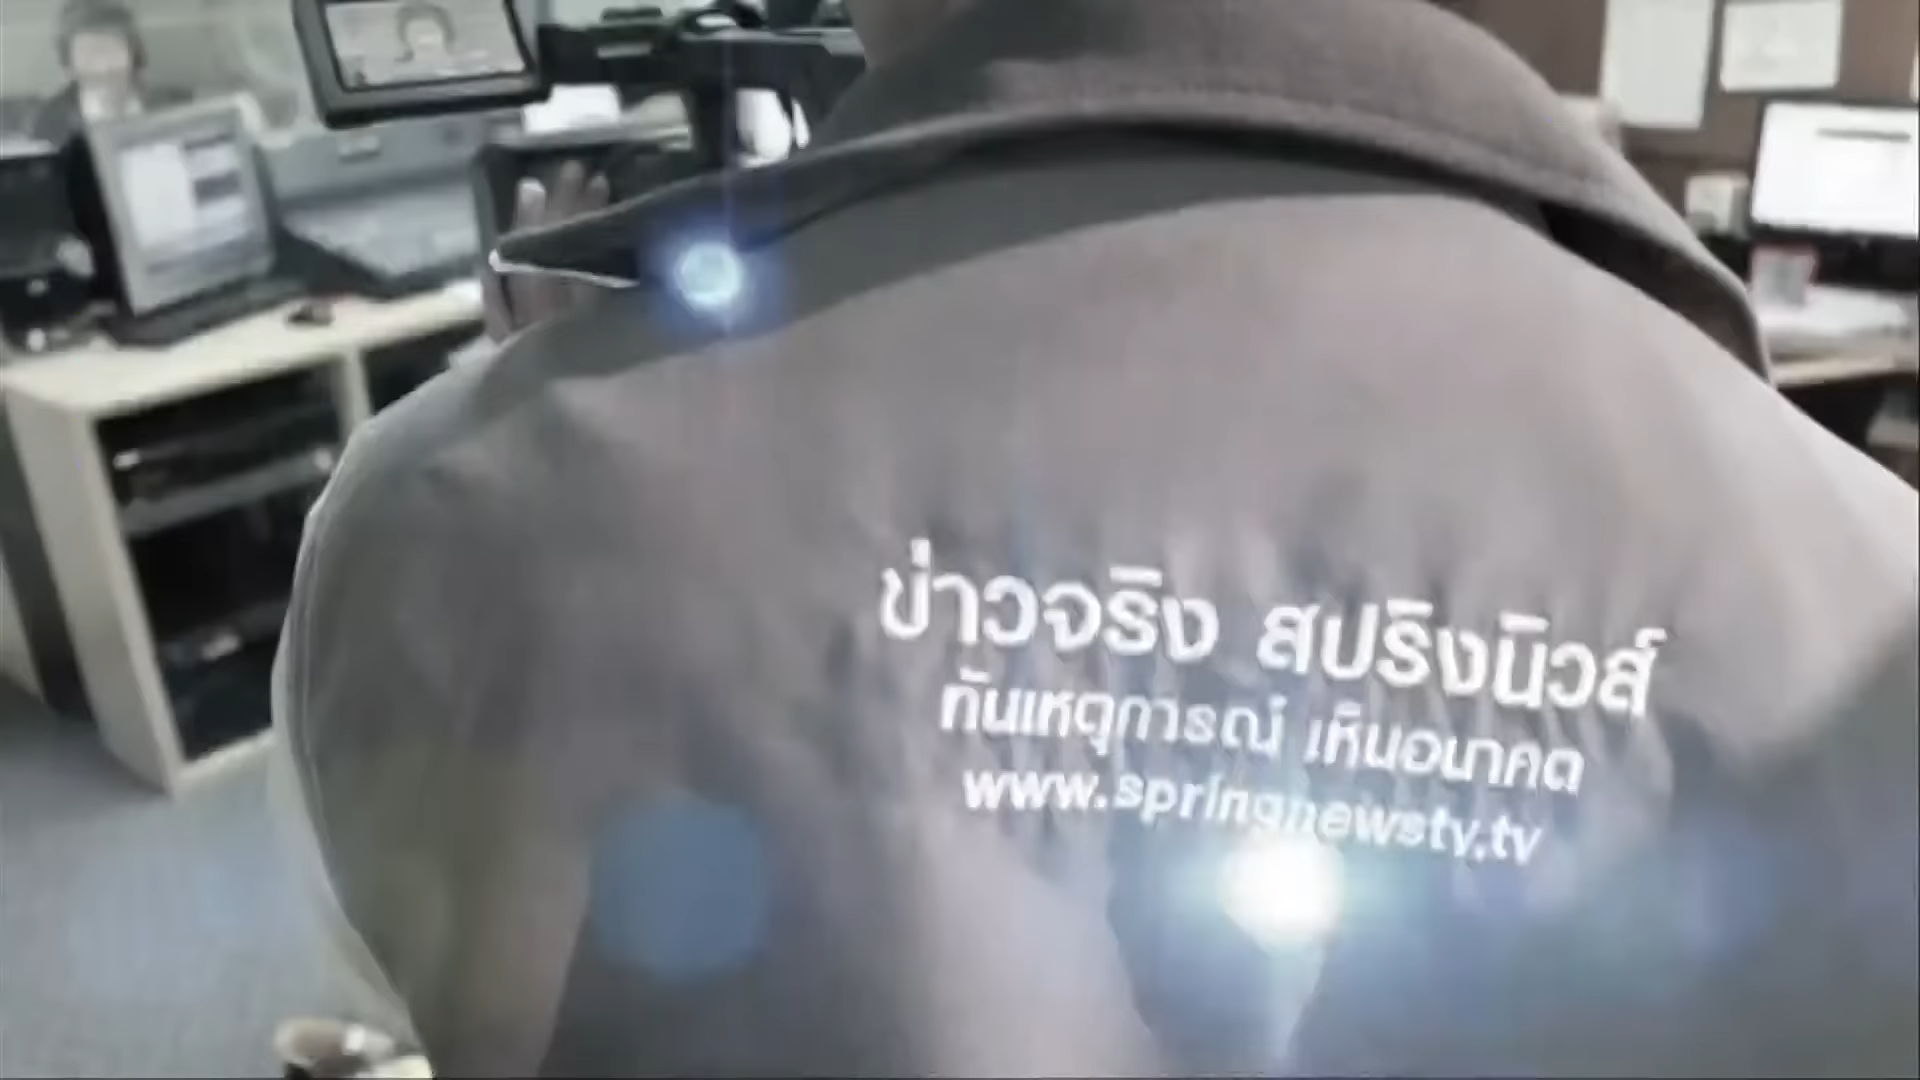 ข่าวจริง สปริงนิวส์
ทันเหตุการณ์ เห็นอนาคต
www.springnewstv.tv